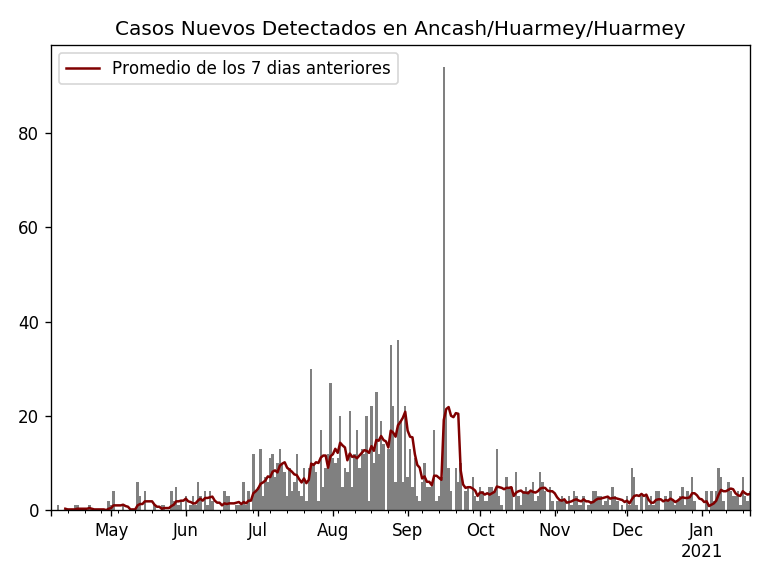 Casos Nuevos Detectados en Ancash/Huarmey/Huarmey
Promedio de los 7 dias anteriores
80
60
40
20
0
May Jun Jul Aug Sep Oct Nov Dec Jan
2021